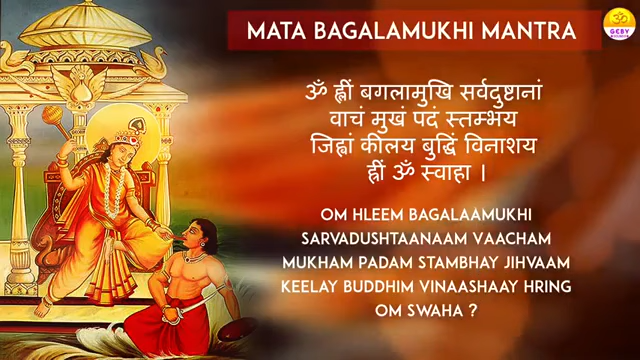 MATA BAGALAMUKHI MANTRA
ॐ
GEBY
ॐ ह्लीं बगलामुखि सर्वदुष्टानां
वाचं मुखं पदं स्तम्भय
जिह्वां कीलय बुद्धिं विनाशय
ह्रीं ॐ स्वाहा ।
OM HLEEM BAGALAAMUKHI
SARVADUSHTAANAAM VAACHAM
MUKHAM PADAM STAMBHAY JIHVAAM
KEELAY BUDDHIM VINAASHAAY HRING
OM SWAHA ?